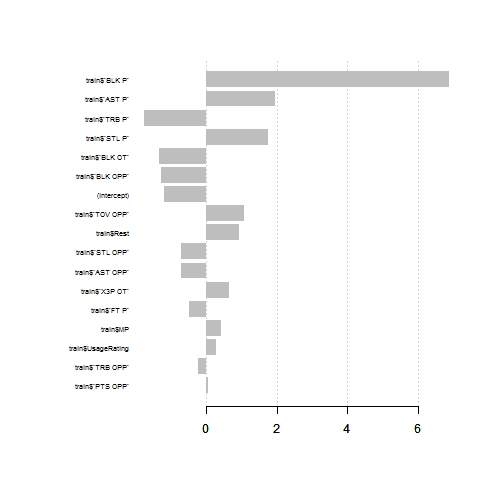 train$`BLK P`
train$`AST P`
train$`TRB P`
train$`STL P`
train$`BLK OT`
train$`BLK OPP`
(Intercept)
train$`TOV OPP`
train$Rest
train$`STL OPP`
train$`AST OPP`
train$`X3P OT`
train$`FT P`
train$MP
train$UsageRating
train$`TRB OPP`
train$`PTS OPP`
0 2 4 6